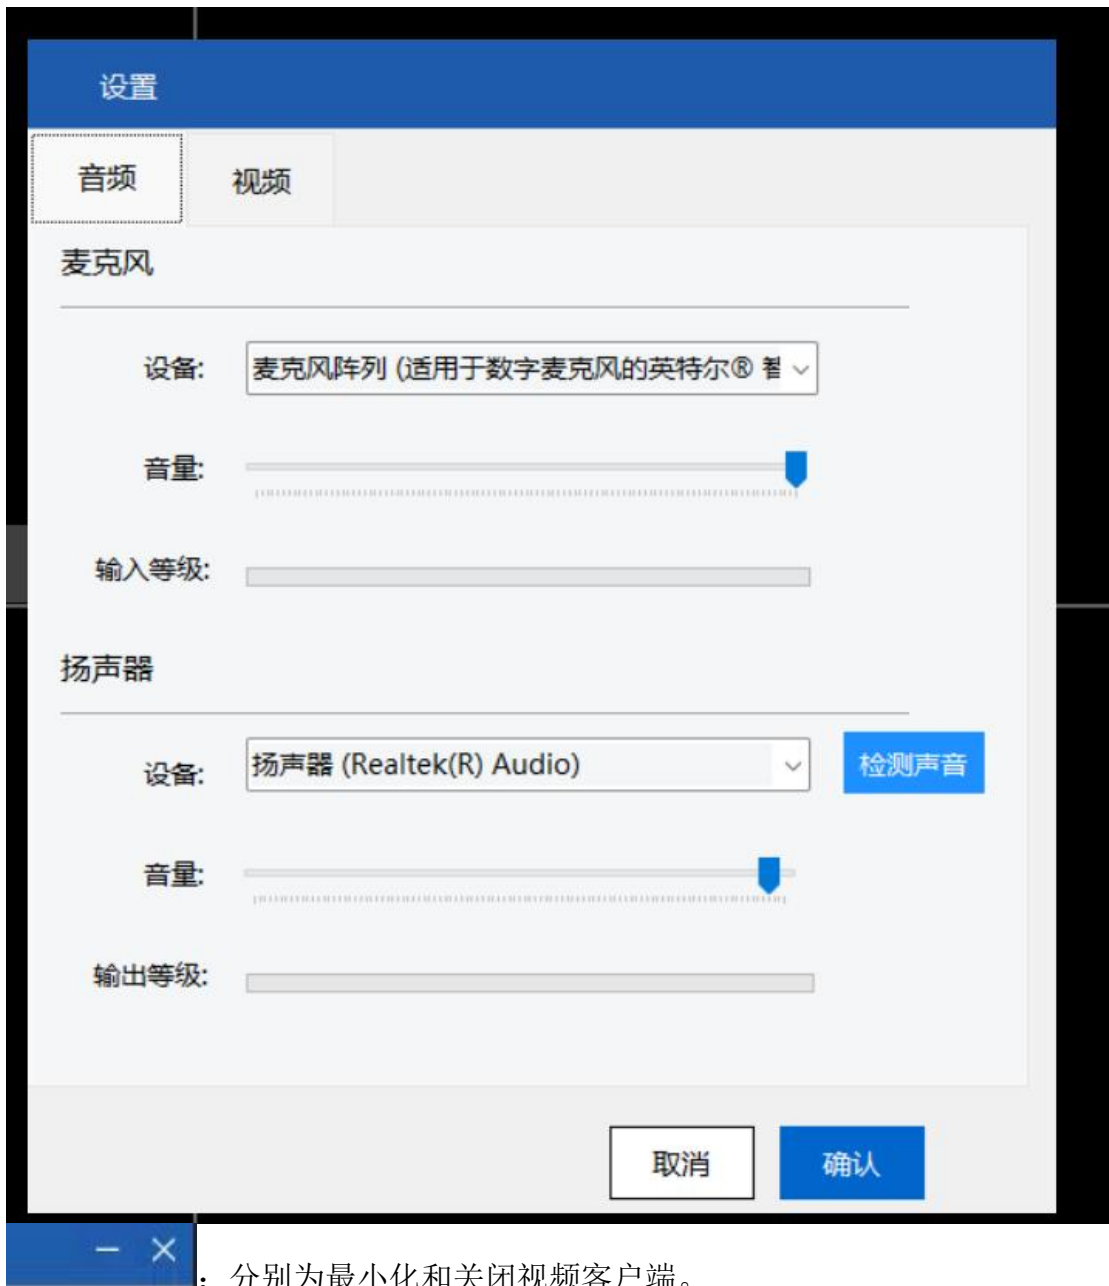 设置
音频 视频
麦克风
设备: 麦克风阵列 (适用于数字麦克风的英特尔®
音量:
输入等级:
扬声器
设备: 扬声器 (Realtek(R) Audio) 检测声音
音量:
输出等级:
取消 确认
: 分别为最小化和关闭视频客户端。